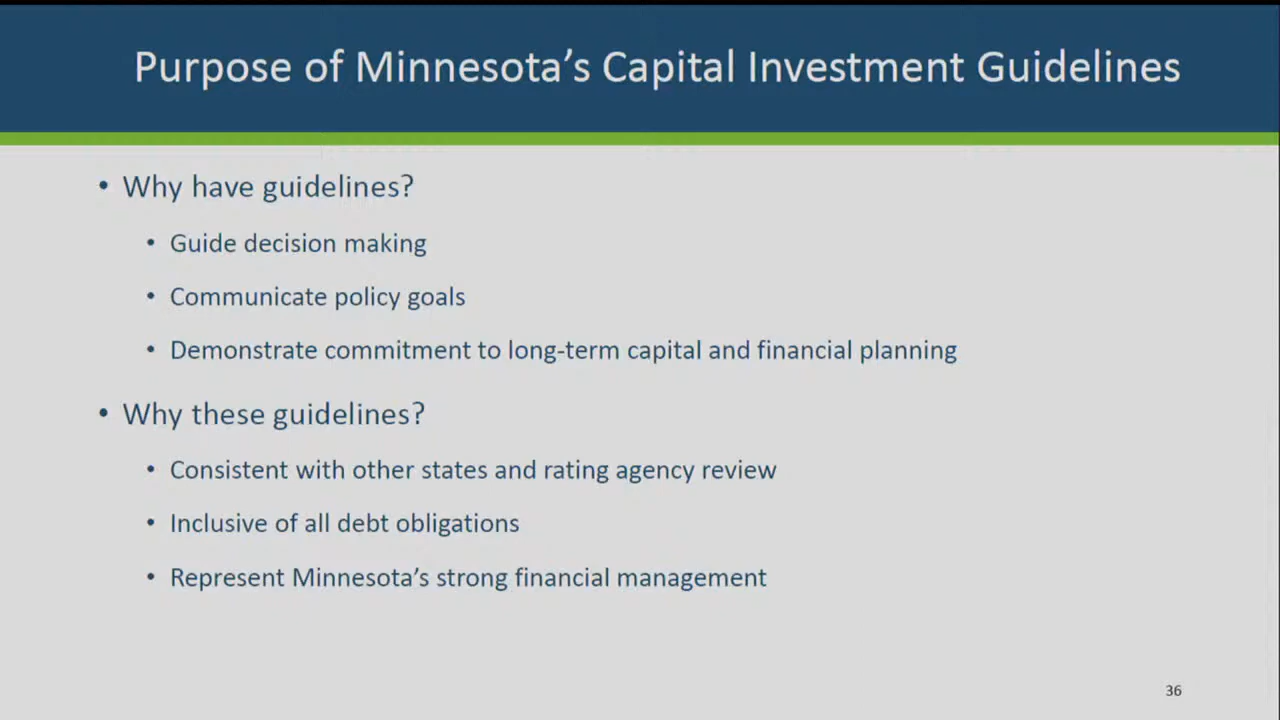 Purpose of Minnesota's Capital Investment Guidelines
• Why have guidelines?
• Guide decision making
• Communicate policy goals
• Demonstrate commitment to long-term capital and financial planning
• Why these guidelines?
• Consistent with other states and rating agency review
• Inclusive of all debt obligations
• Represent Minnesota's strong financial management
36